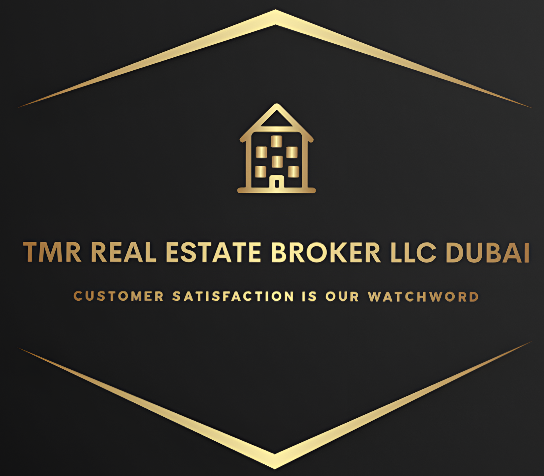 TMR REAL ESTATE BROKER LLC DUBAI
CUSTOMER SATISFACTION IS OUR WATCHWORD